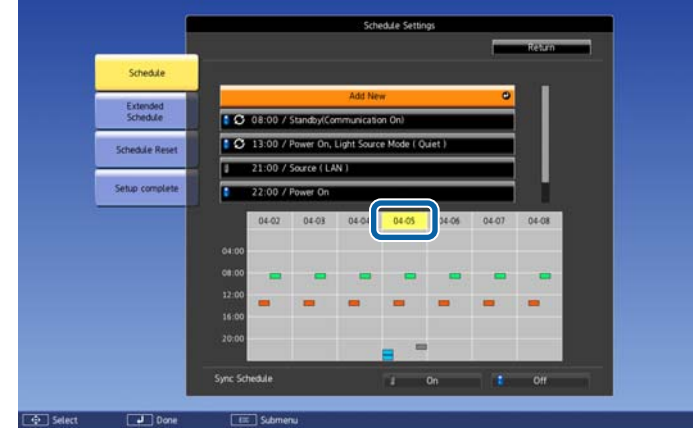 Schedule Settings
Return
Schedule
Extended
Schedule
Schedule Reset
Setup complete
Add New
08:00 / Standby(Communication On)
13:00 / Power On, Light Source Mode ( Quiet )
21:00 / Source ( LAN )
22:00 / Power On
04-02 04-03 04-04 04-05 04-06 04-07 04-08
04:00
08:00
12:00
16:00
20:00
Sync Schedule On Off
Select Done Esc Submenu